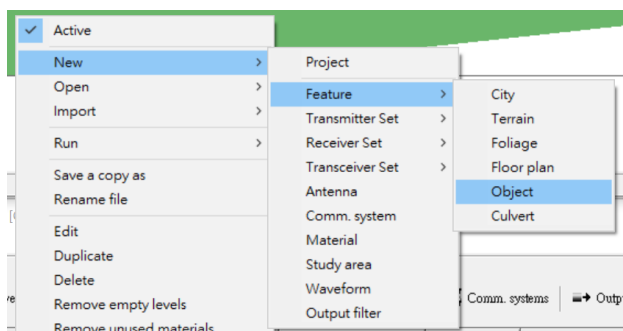 Active
New
Open
Import
Run
Save a copy as
Rename file
Edit
Duplicate
Delete
Remove empty levels
Remove unused materials
Project
Feature
Transmitter Set
Receiver Set
Transceiver Set
Antenna
Comm. system
Material
Study area
Waveform
Output filter
City
Terrain
Foliage
Floor plan
Object
Culvert
Comm. systems